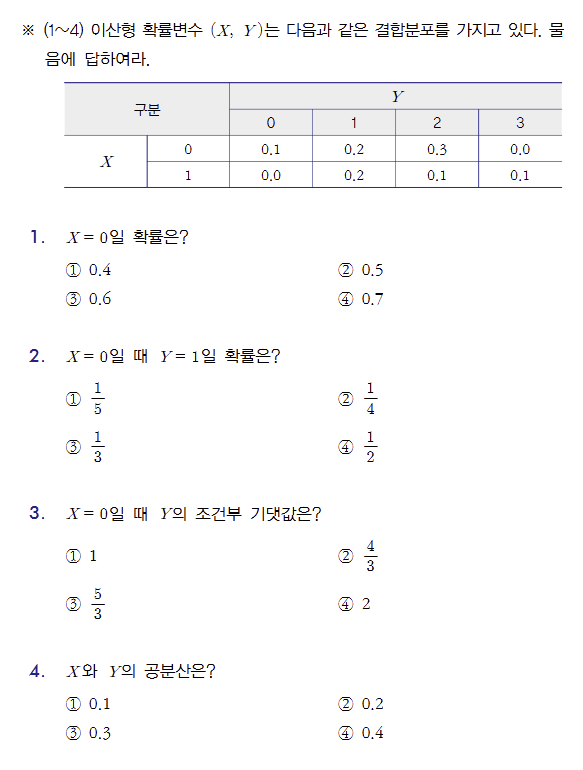 ※ (1～4) 이산형 확률변수 (X, Y)는 다음과 같은 결합분포를 가지고 있다. 물
음에 답하여라.
구분 Y
0 1 2 3
X 0 0.1 0.2 0.3 0.0
1 0.0 0.2 0.1 0.1
1. X = 0일 확률은?
① 0.4 ② 0.5
③ 0.6 ④ 0.7
2. X = 0일 때 Y = 1일 확률은?
① 1/5 ② 1/4
③ 1/3 ④ 1/2
3. X = 0일 때 Y의 조건부 기댓값은?
① 1 ② 4/3
③ 5/3 ④ 2
4. X와 Y의 공분산은?
① 0.1 ② 0.2
③ 0.3 ④ 0.4